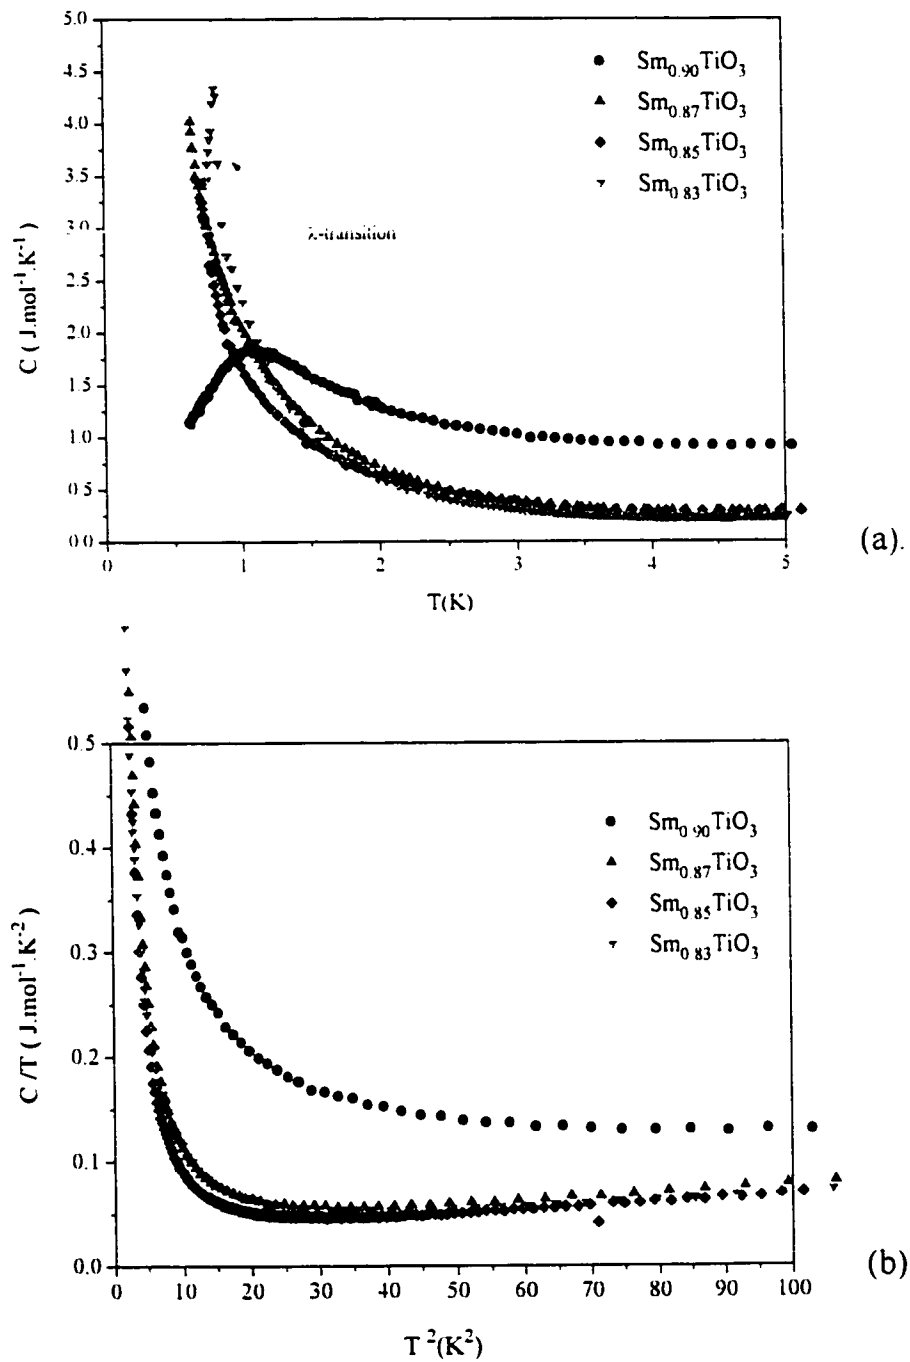 5.0
4.5
4.0
3.5
3.0
2.5
2.0
1.5
1.0
0.5
0.0
C ( J.mol⁻¹.K⁻¹)
Sm₀.₉₀TiO₃
Sm₀.₈₇TiO₃
Sm₀.₈₅TiO₃
Sm₀.₈₃TiO₃
λ-transition
0 1 2 3 4 5
T(K)
(a).
0.5
0.4
0.3
0.2
0.1
0.0
C/T ( J.mol⁻¹.K⁻²)
Sm₀.₉₀TiO₃
Sm₀.₈₇TiO₃
Sm₀.₈₅TiO₃
Sm₀.₈₃TiO₃
0 10 20 30 40 50 60 70 80 90 100
T ²(K²)
(b)